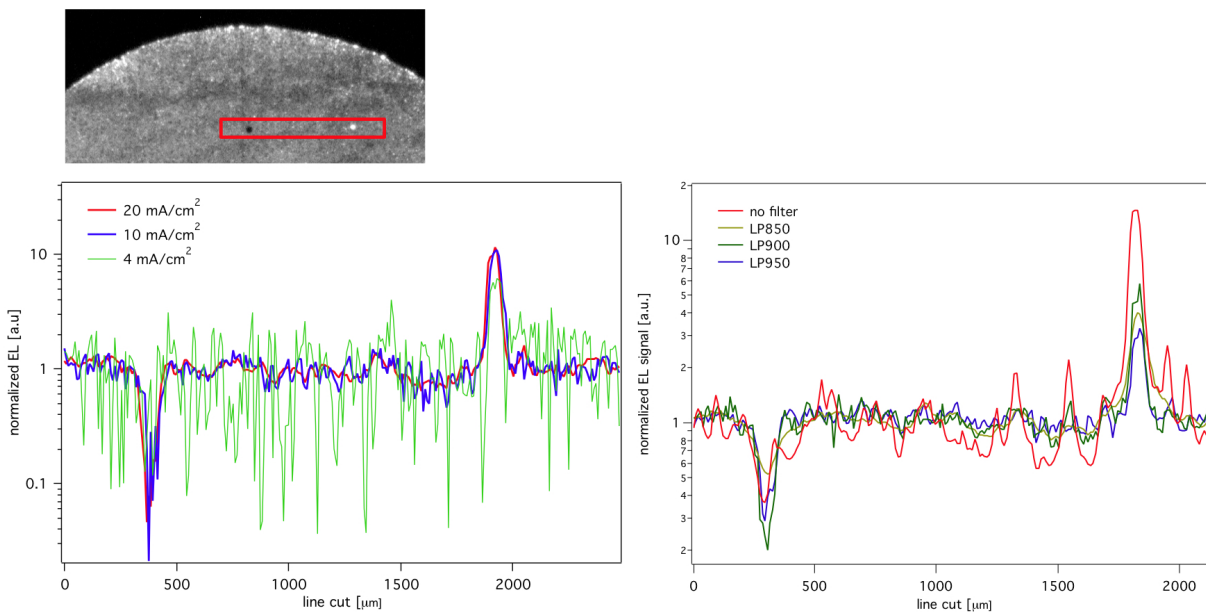 20 mA/cm²
10 mA/cm²
4 mA/cm²
normalized EL [a.u]
10
1
0.1
0
500
1000
1500
2000
line cut [µm]
no filter
LP850
LP900
LP950
normalized EL signal [a.u.]
2
10
8
7
6
5
4
3
2
1
8
7
6
5
4
3
2
0
500
1000
1500
2000
line cut [µm]